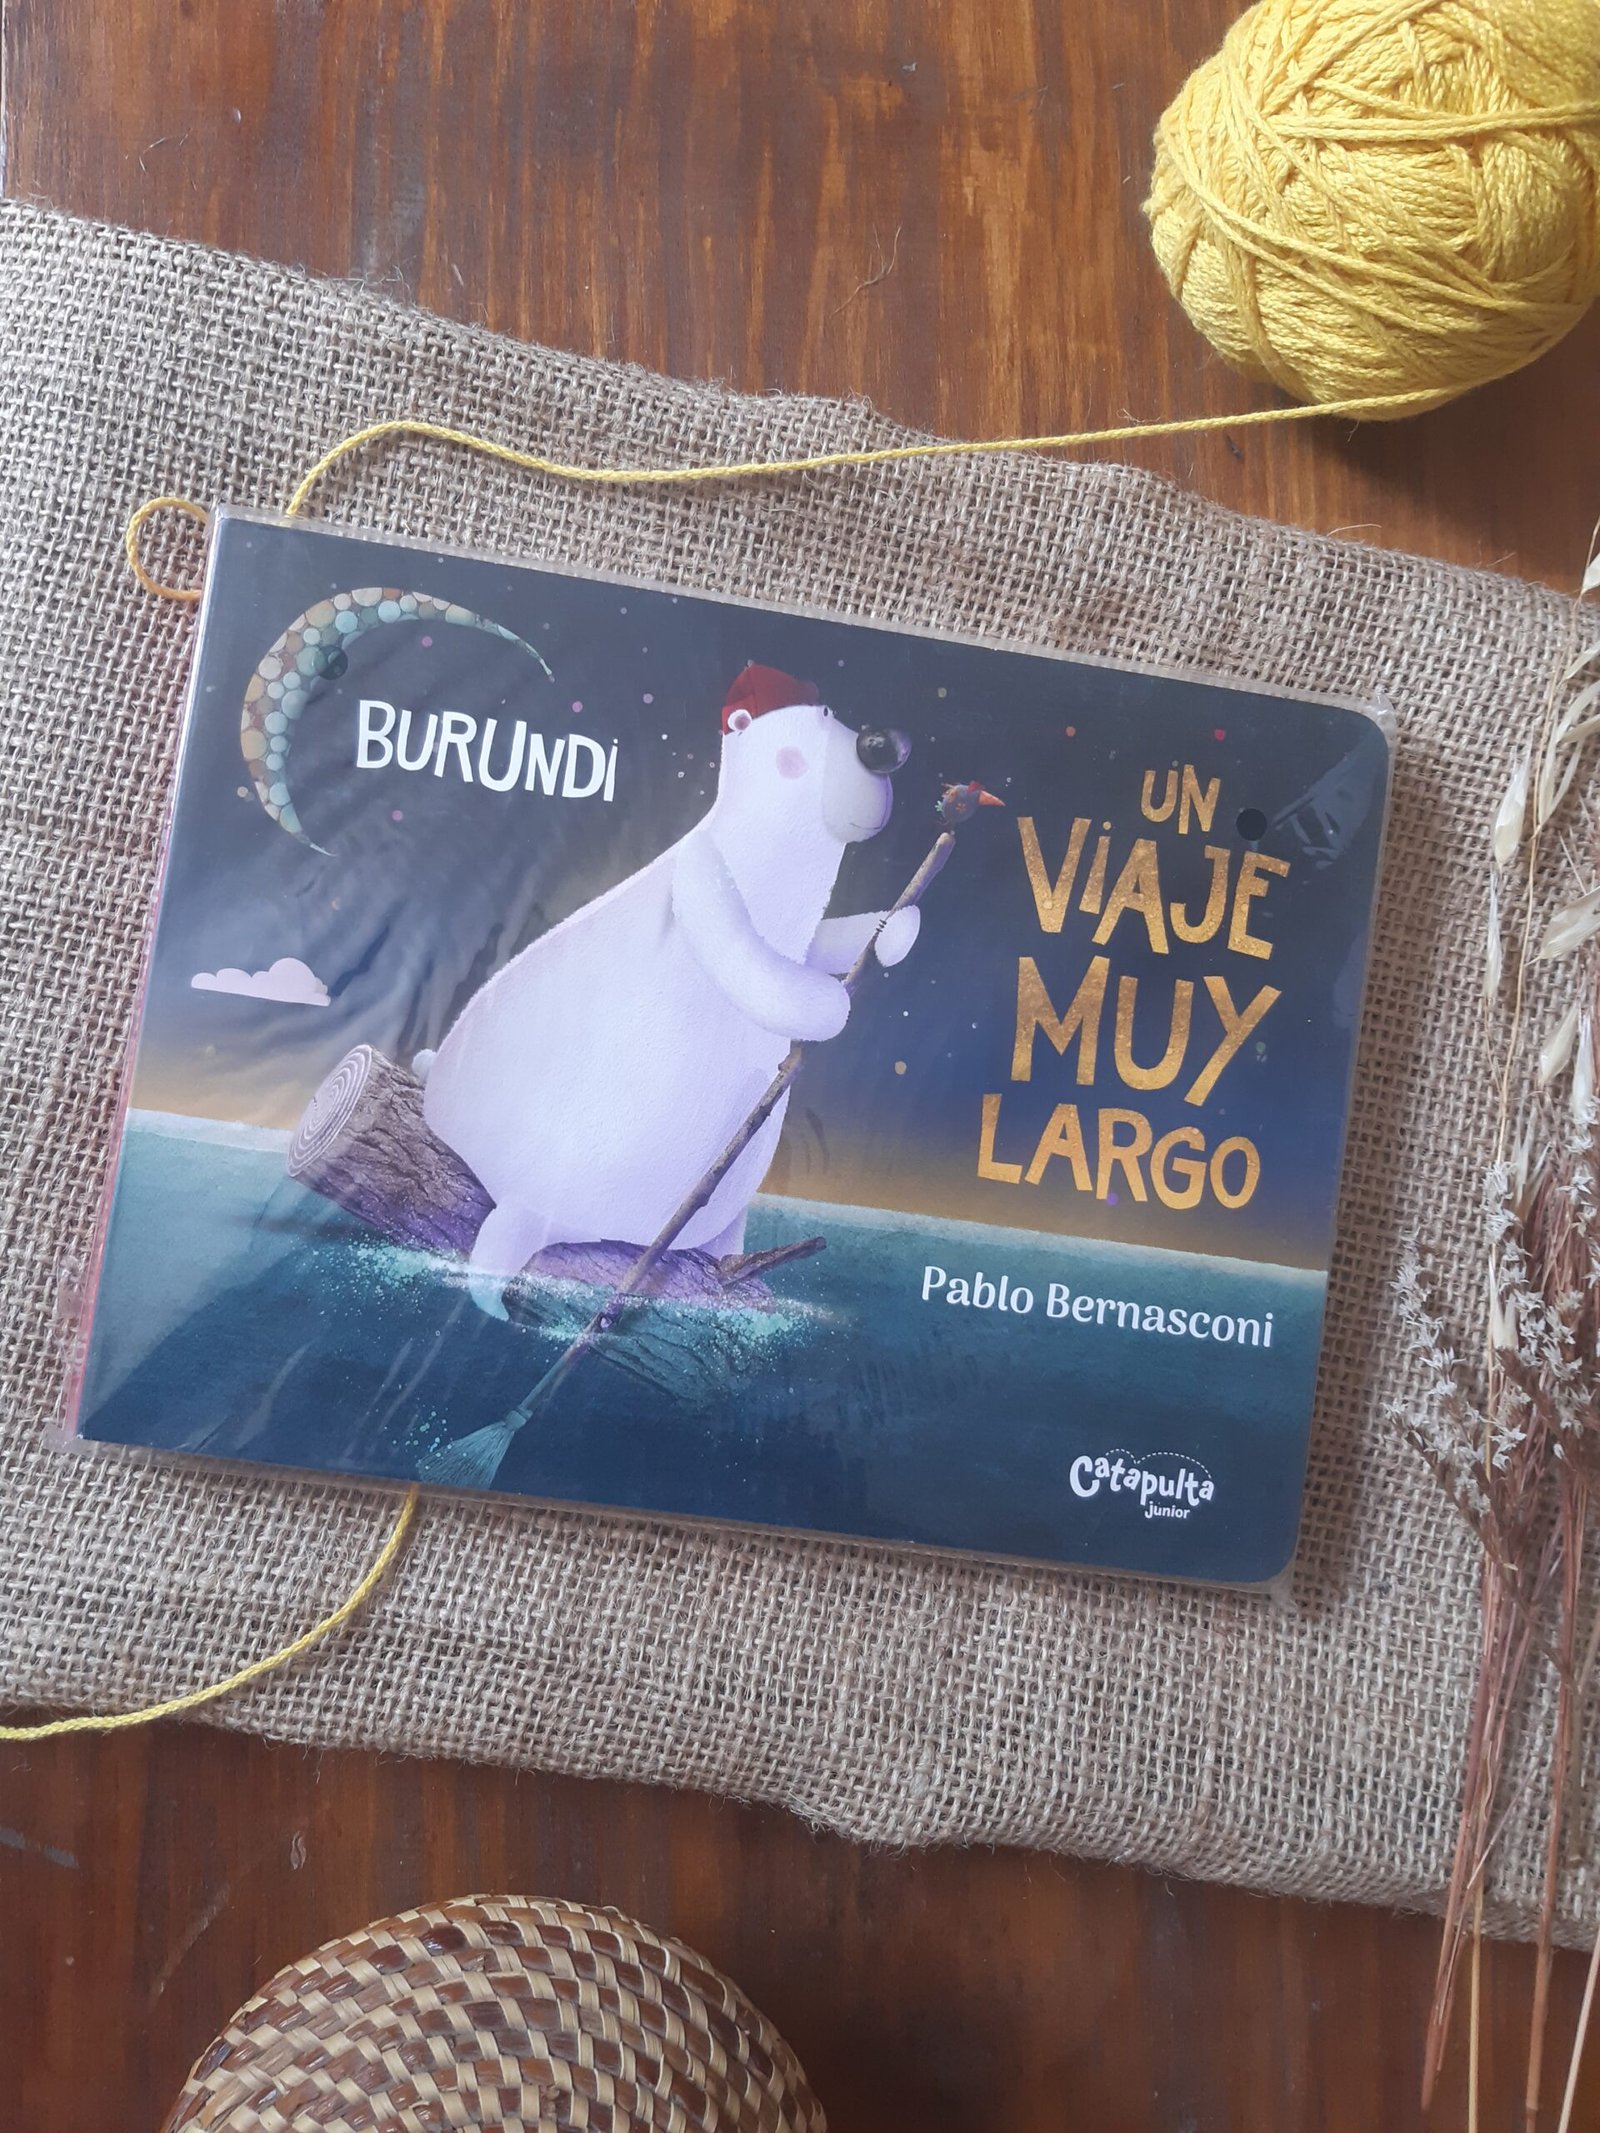 BURUNDI
UN
VIAJE
MUY
LARGO
Pablo Bernasconi
Catapulta
junior